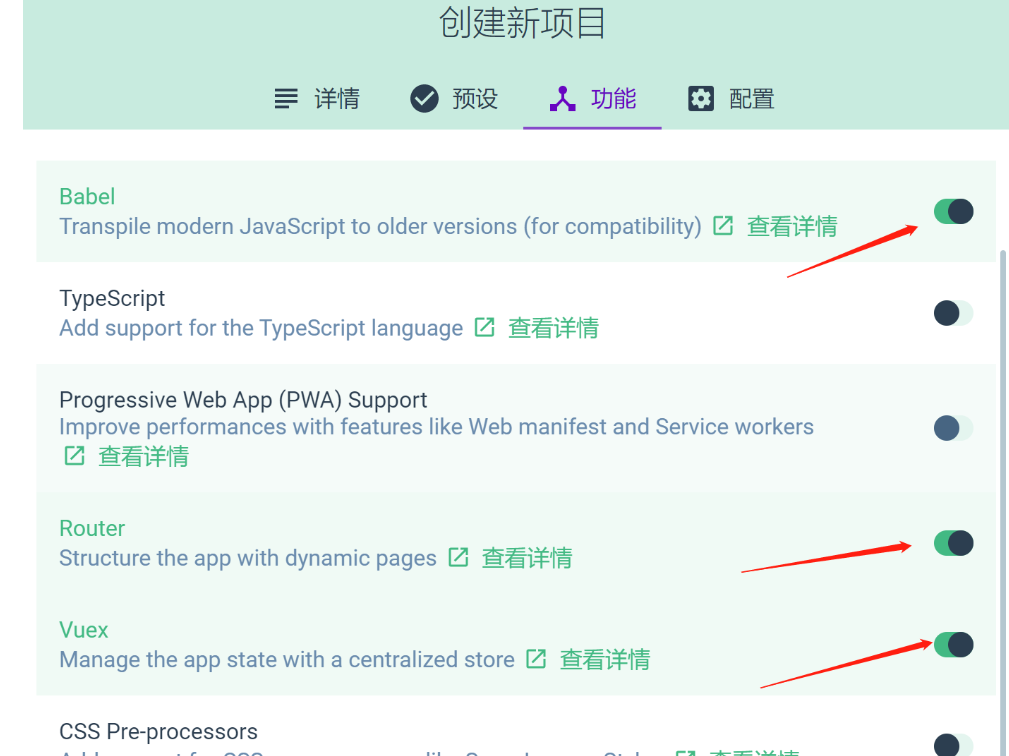 创建新项目
详情 预设 功能 配置
Babel
Transpile modern JavaScript to older versions (for compatibility) 查看详情
TypeScript
Add support for the TypeScript language 查看详情
Progressive Web App (PWA) Support
Improve performances with features like Web manifest and Service workers
查看详情
Router
Structure the app with dynamic pages 查看详情
Vuex
Manage the app state with a centralized store 查看详情
CSS Pre-processors